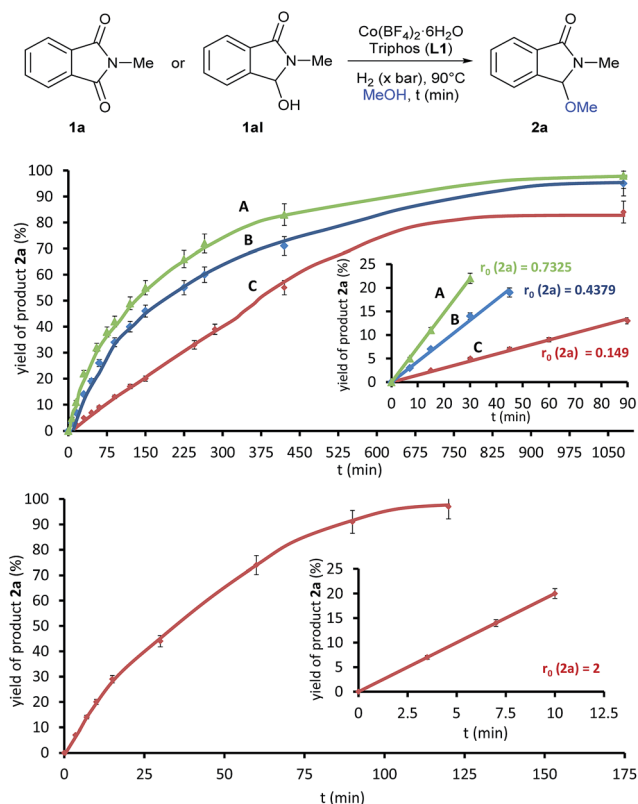 O
N—Me
O
1a
or
O
N—Me
OH
1aI
Co(BF₄)₂·6H₂O
Triphos (L1)
H₂ (x bar), 90°C
MeOH, t (min)
O
N—Me
OMe
2a
yield of product 2a (%)
100
90
80
70
60
50
40
30
20
10
0
A
B
C
0 75 150 225 300 375 450 525 600 675 750 825 900 975 1050
t (min)
yield of product 2a (%)
25
20
15
10
5
0
A
B
C
r₀ (2a) = 0.7325
r₀ (2a) = 0.4379
r₀ (2a) = 0.149
0 10 20 30 40 50 60 70 80 90
t (min)
yield of product 2a (%)
100
90
80
70
60
50
40
30
20
10
0
0 25 50 75 100 125 150 175
t (min)
yield of product 2a (%)
25
20
15
10
5
0
r₀ (2a) = 2
0 2.5 5 7.5 10 12.5
t (min)